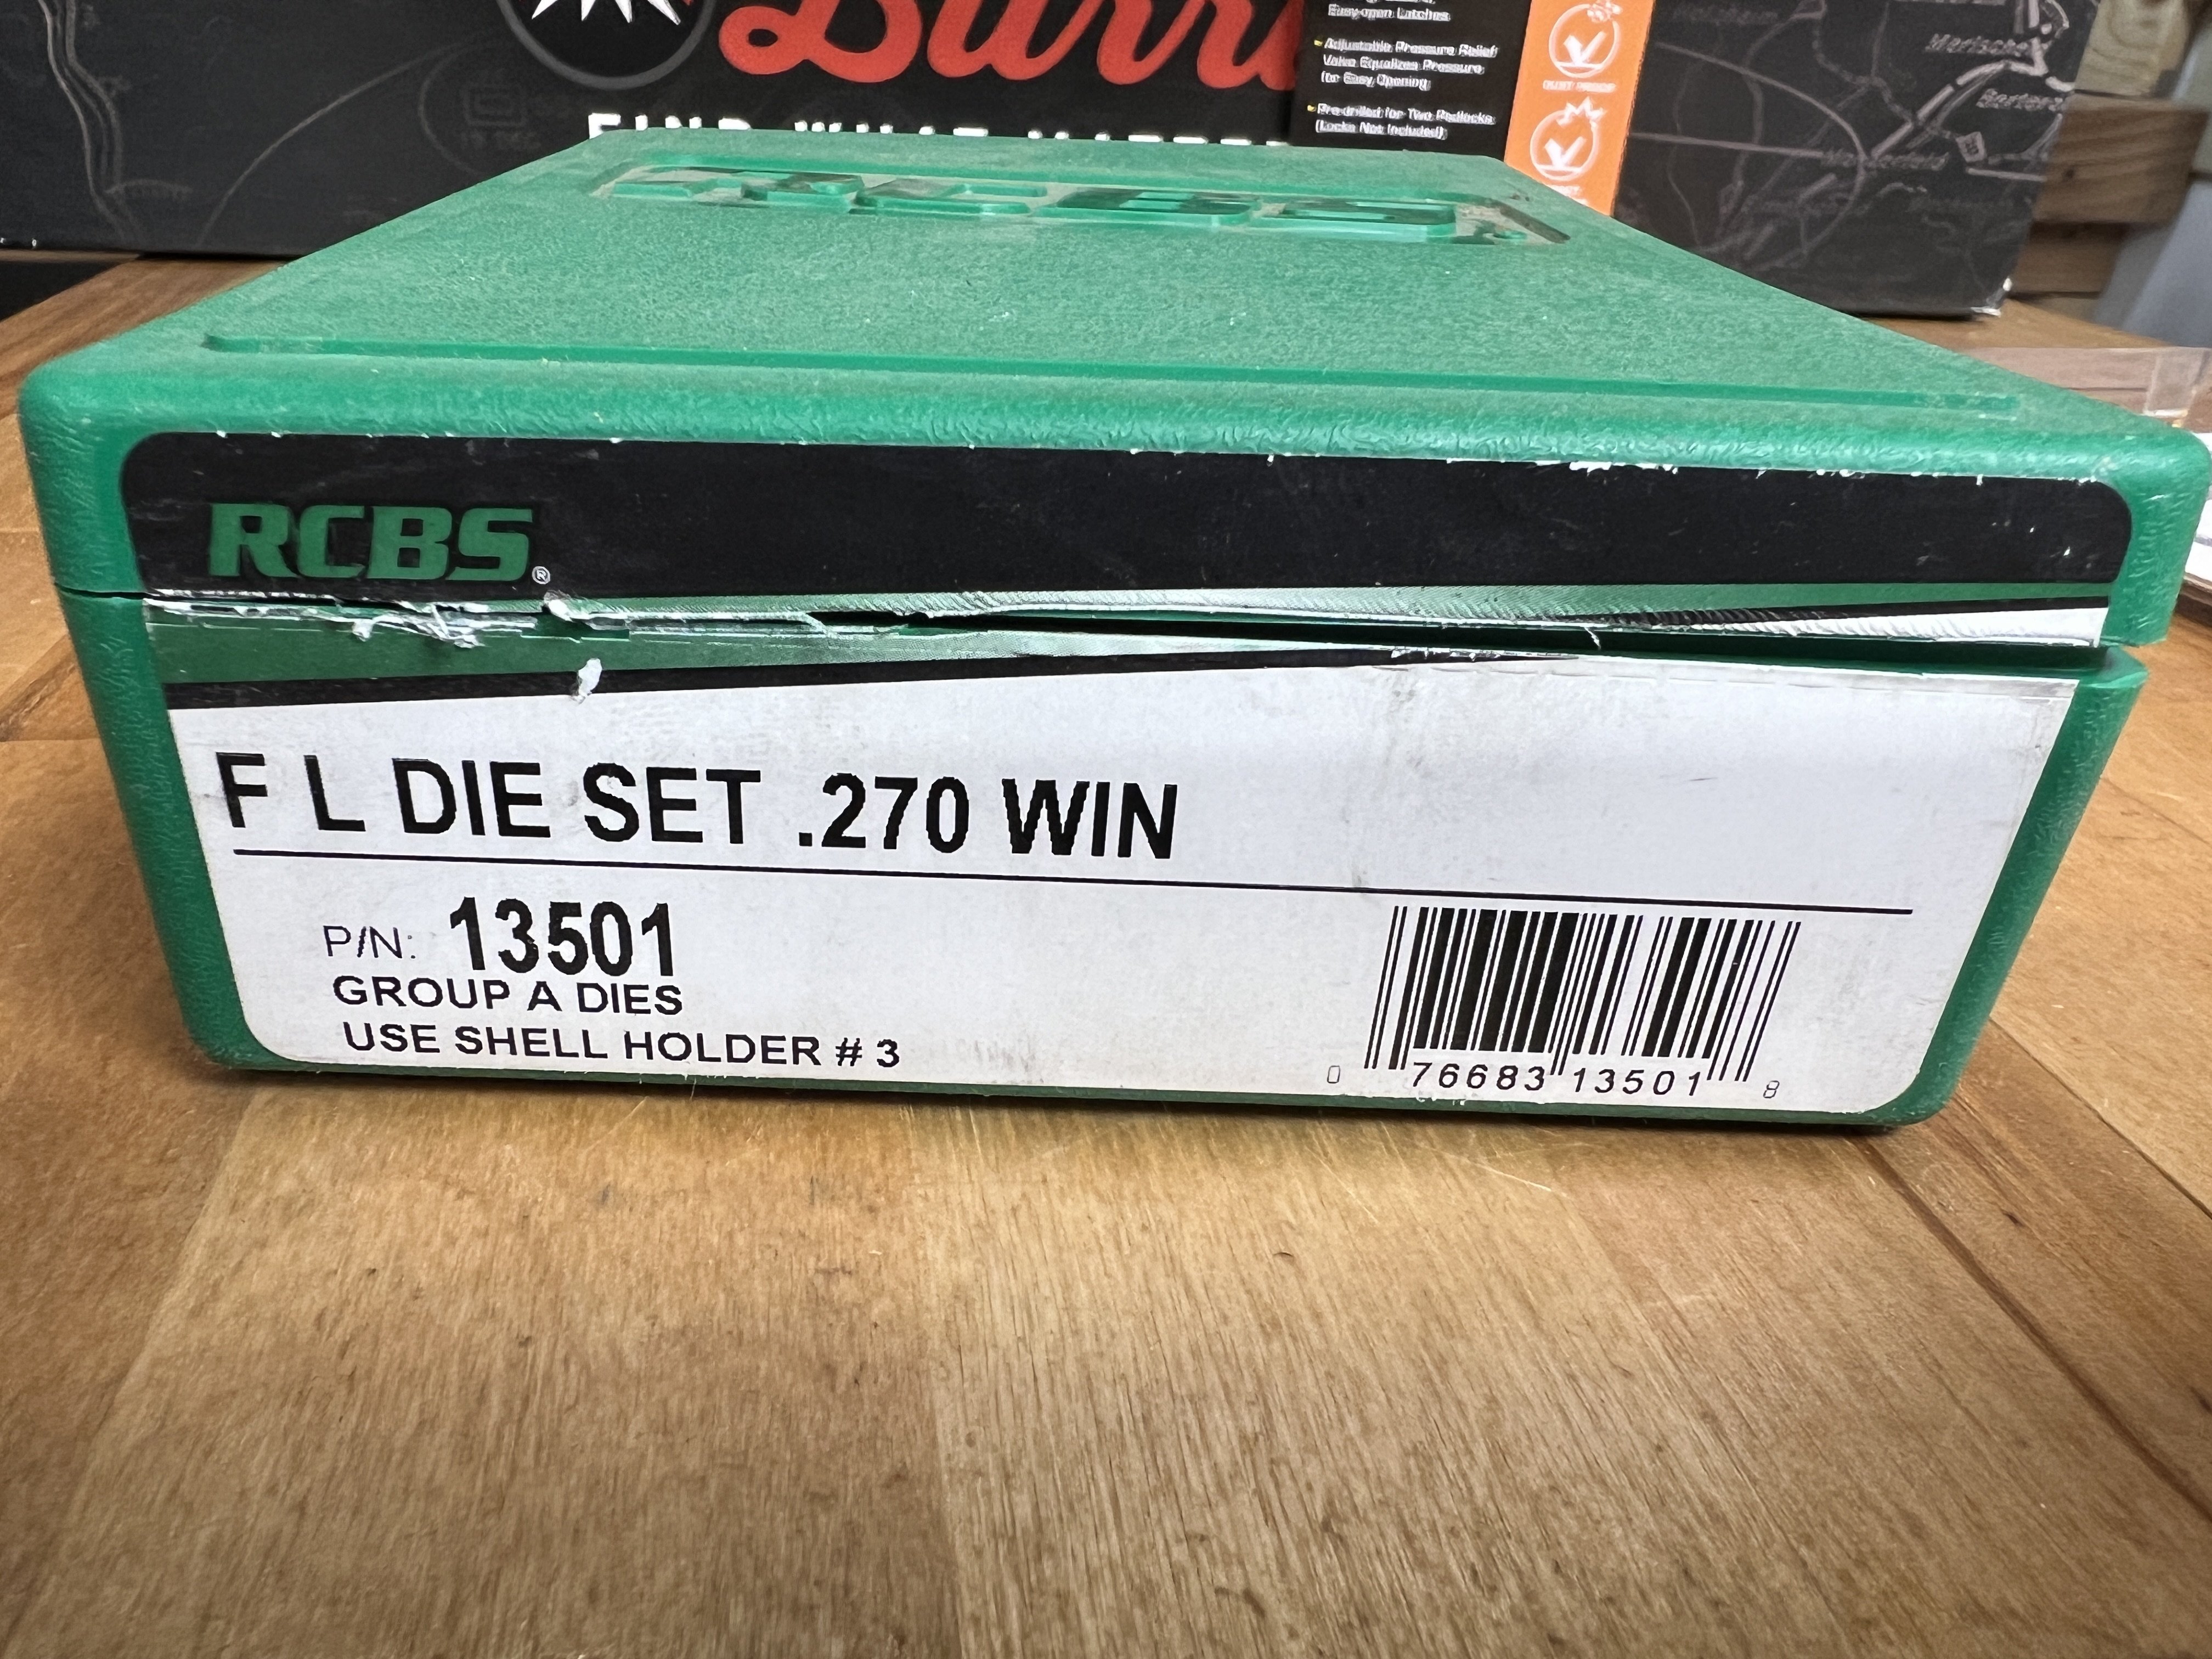 Easy-open Latches
Adjustable Pressure Relief
Valve Equalizes Pressure
for Easy Opening
Pre-drilled for Two Padlocks
(Locks Not Included)
RCBS
RCBS®
F L DIE SET .270 WIN
P/N: 13501
GROUP A DIES
USE SHELL HOLDER # 3
0 76683 13501 8